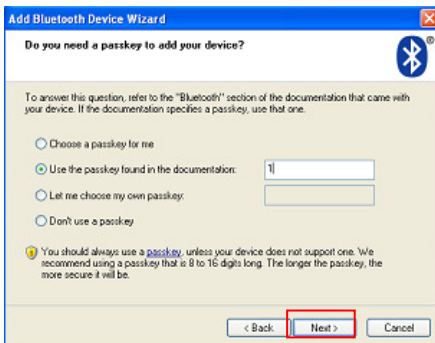 Add Bluetooth Device Wizard
Do you need a passkey to add your device?
To answer this question, refer to the "Bluetooth" section of the documentation that came with
your device. If the documentation specifies a passkey, use that one.
Choose a passkey for me
Use the passkey found in the documentation: 1
Let me choose my own passkey:
Don't use a passkey
You should always use a passkey, unless your device does not support one. We
recommend using a passkey that is 8 to 16 digits long. The longer the passkey, the
more secure it will be.
< Back Next > Cancel